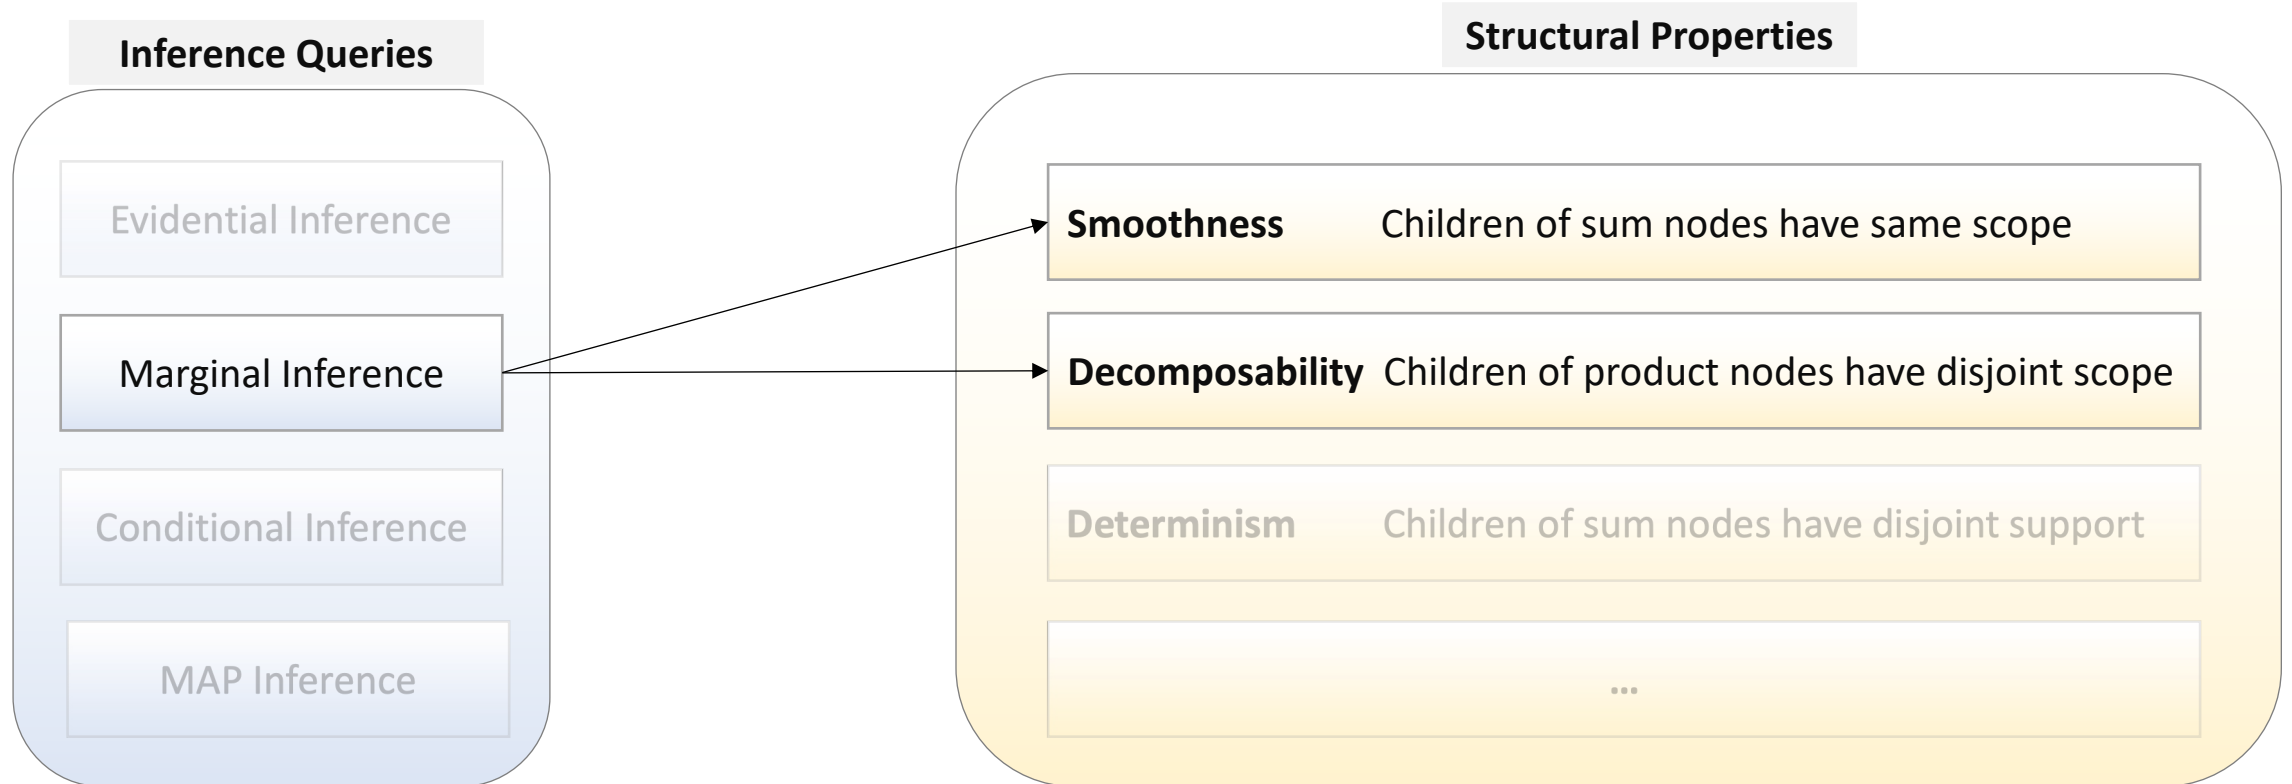 Inference Queries
Evidential Inference
Marginal Inference
Conditional Inference
MAP Inference
Structural Properties
Smoothness Children of sum nodes have same scope
Decomposability Children of product nodes have disjoint scope
Determinism Children of sum nodes have disjoint support
...